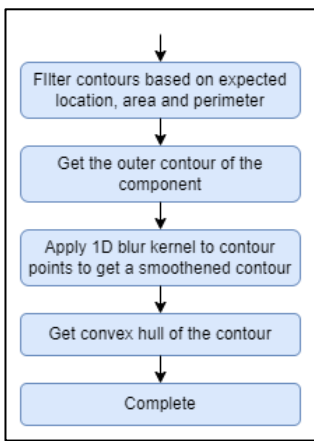 FIlter contours based on expected
location, area and perimeter
Get the outer contour of the
component
Apply 1D blur kernel to contour
points to get a smoothened contour
Get convex hull of the contour
Complete